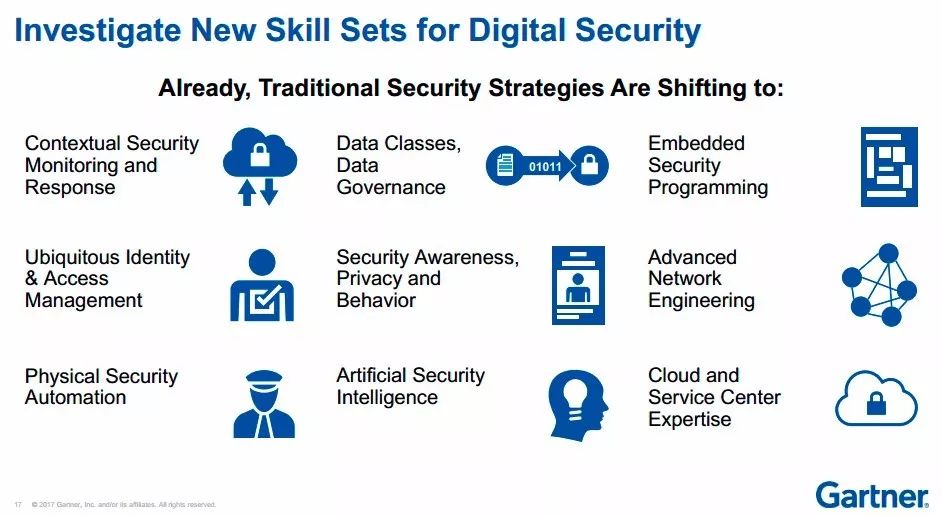 Investigate New Skill Sets for Digital Security
Already, Traditional Security Strategies Are Shifting to:
Contextual Security
Monitoring and
Response
Data Classes,
Data
Governance
01011
Embedded
Security
Programming
Ubiquitous Identity
& Access
Management
Security Awareness,
Privacy and
Behavior
Advanced
Network
Engineering
Physical Security
Automation
Artificial Security
Intelligence
Cloud and
Service Center
Expertise
17 © 2017 Gartner, Inc. and/or its affiliates. All rights reserved.
Gartner.